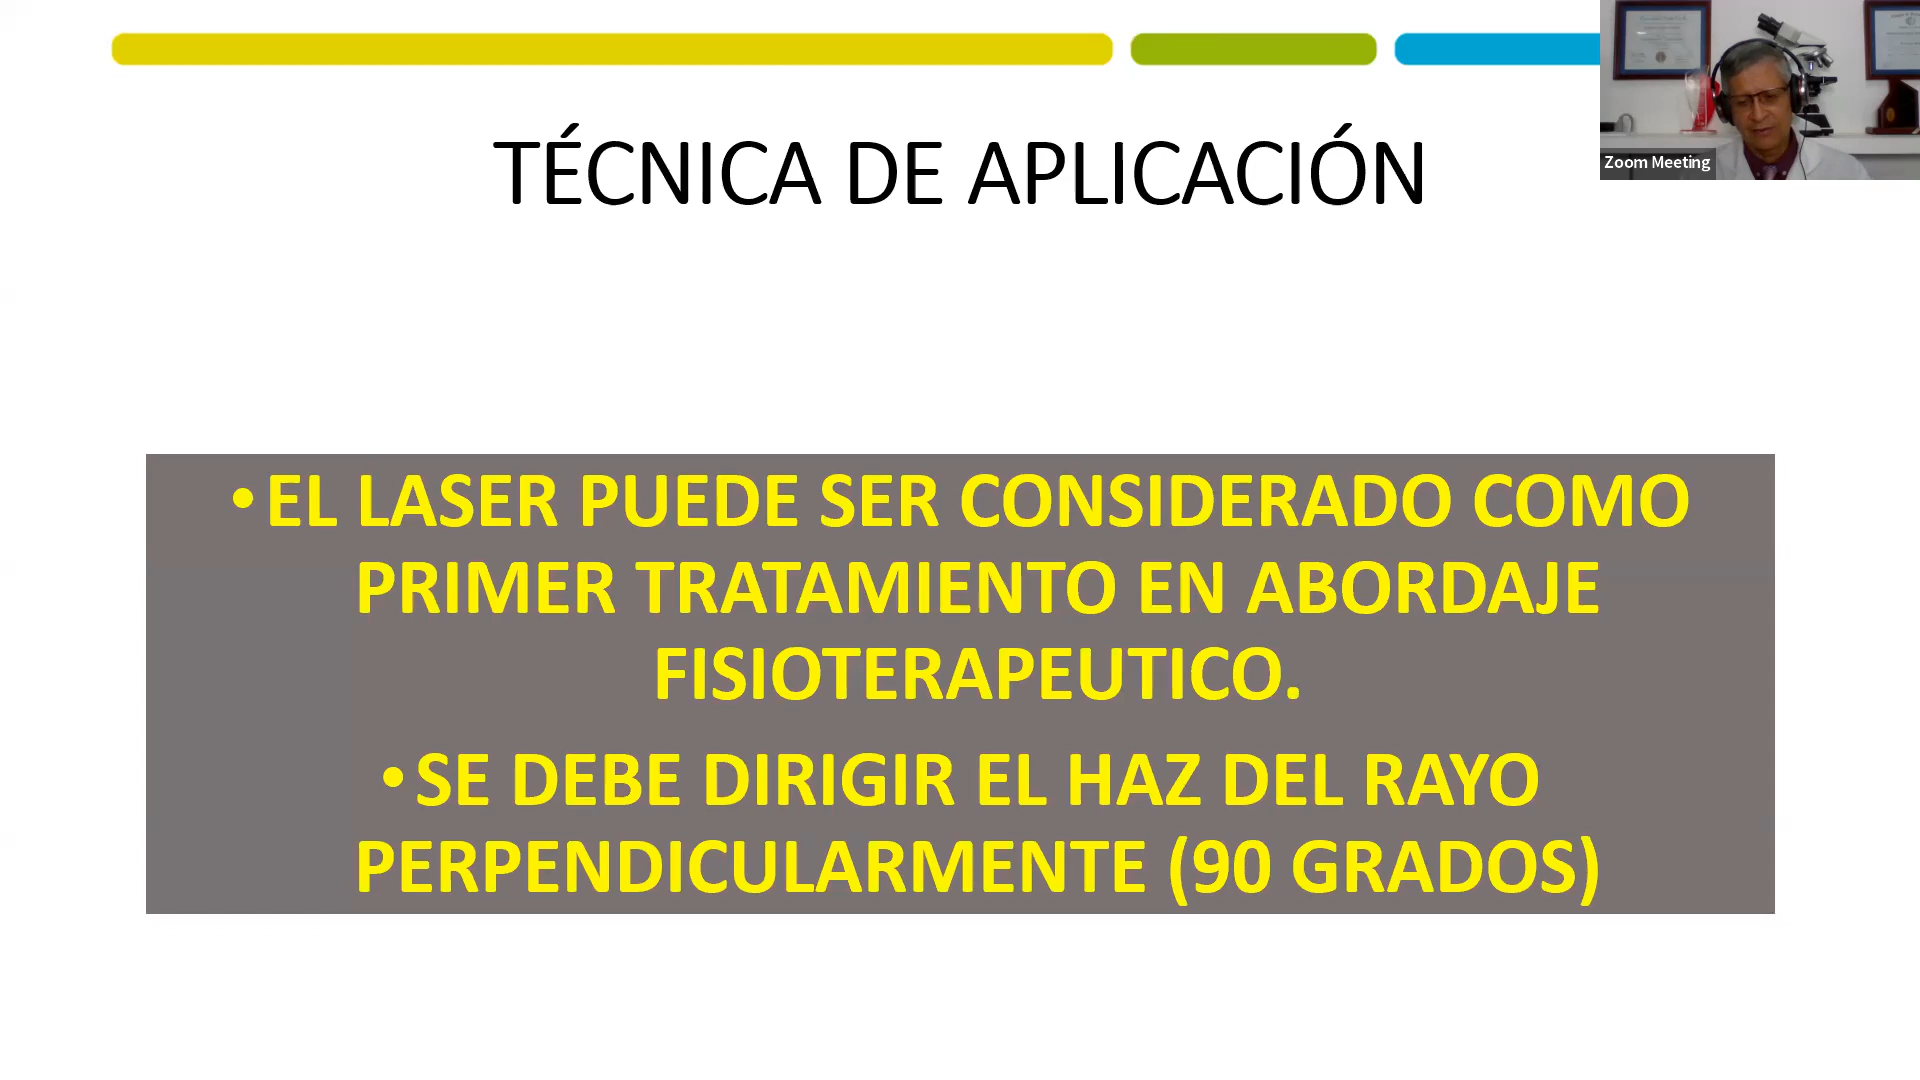 TÉCNICA DE APLICACIÓN
Zoom Meeting
•EL LASER PUEDE SER CONSIDERADO COMO
PRIMER TRATAMIENTO EN ABORDAJE
FISIOTERAPEUTICO.
•SE DEBE DIRIGIR EL HAZ DEL RAYO
PERPENDICULARMENTE (90 GRADOS)